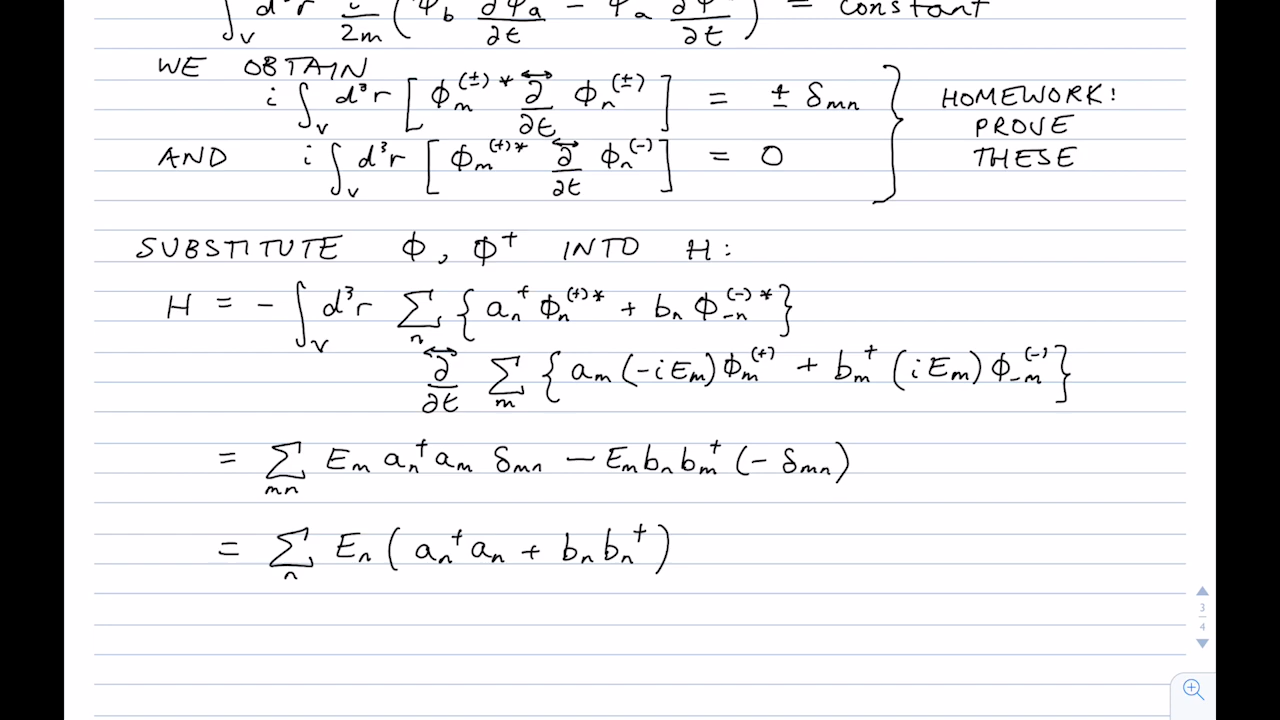 ∫_V d³r i/2m (φ_b ∂φ_a/∂t − φ_a ∂φ/∂t) = constant
WE OBTAIN
i ∫_V d³r [ϕ_m^(±)* ∂↔/∂t ϕ_n^(±)] = ± δ_mn
AND i ∫_V d³r [ϕ_m^(+)* ∂↔/∂t ϕ_n^(-)] = 0
HOMEWORK:
PROVE
THESE
SUBSTITUTE ϕ, ϕ† INTO H:
H = − ∫_V d³r Σ_n {a_n† ϕ_n^(+)* + b_n ϕ_-n^(-)*}
∂↔/∂t Σ_m {a_m (−iE_m) ϕ_m^(+) + b_m† (iE_m) ϕ_-m^(-)}
= Σ_mn E_m a_n† a_m δ_mn − E_m b_n b_m† (− δ_mn)
= Σ_n E_n (a_n† a_n + b_n b_n†)
3
4